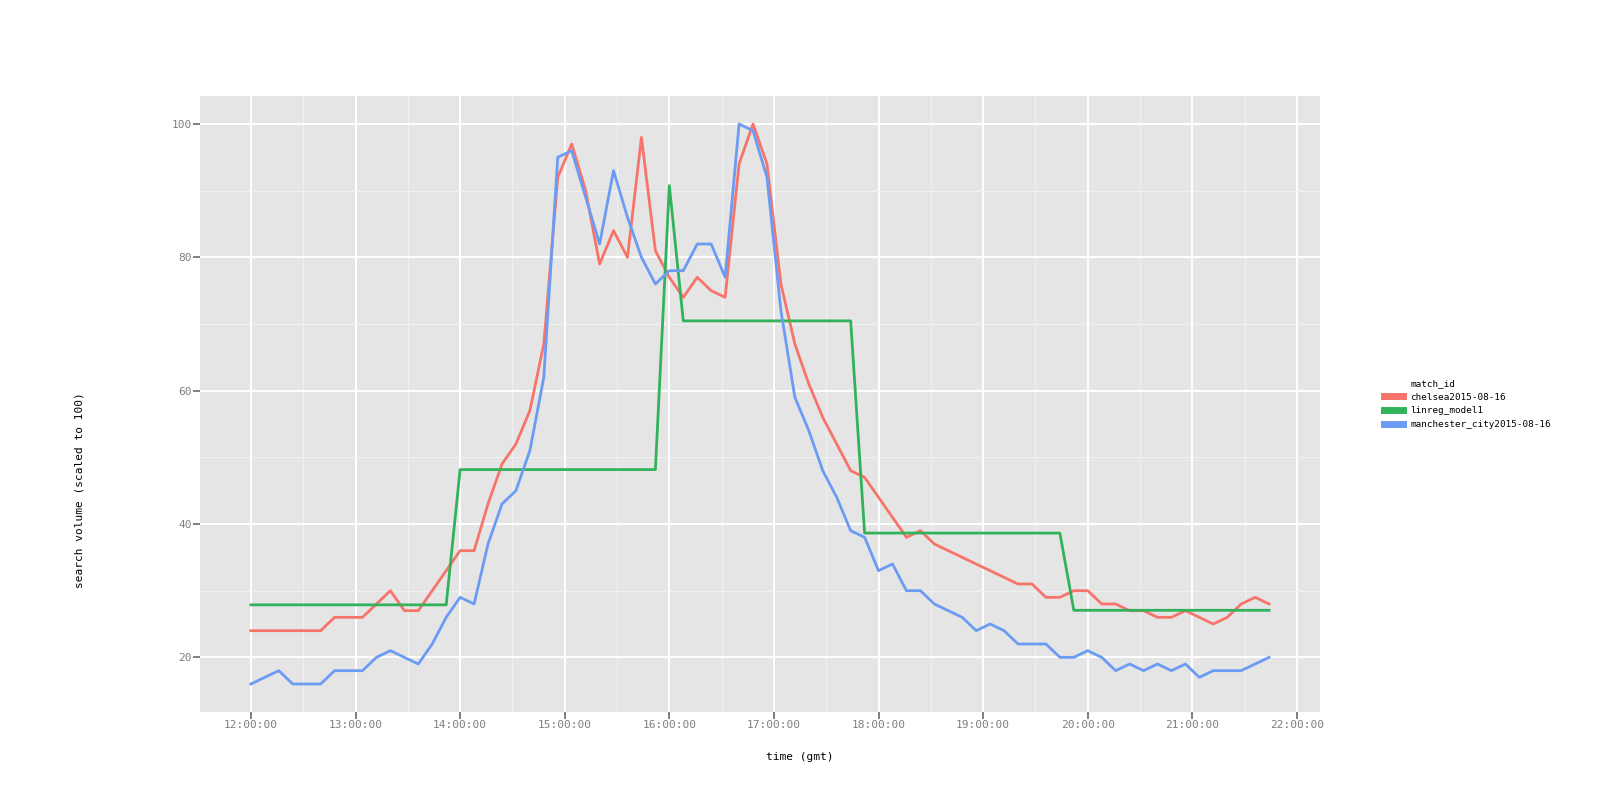 100
80
60
40
20
search volume (scaled to 100)
12:00:00 13:00:00 14:00:00 15:00:00 16:00:00 17:00:00 18:00:00 19:00:00 20:00:00 21:00:00 22:00:00
time (gmt)
match_id
chelsea2015-08-16
linreg_model1
manchester_city2015-08-16